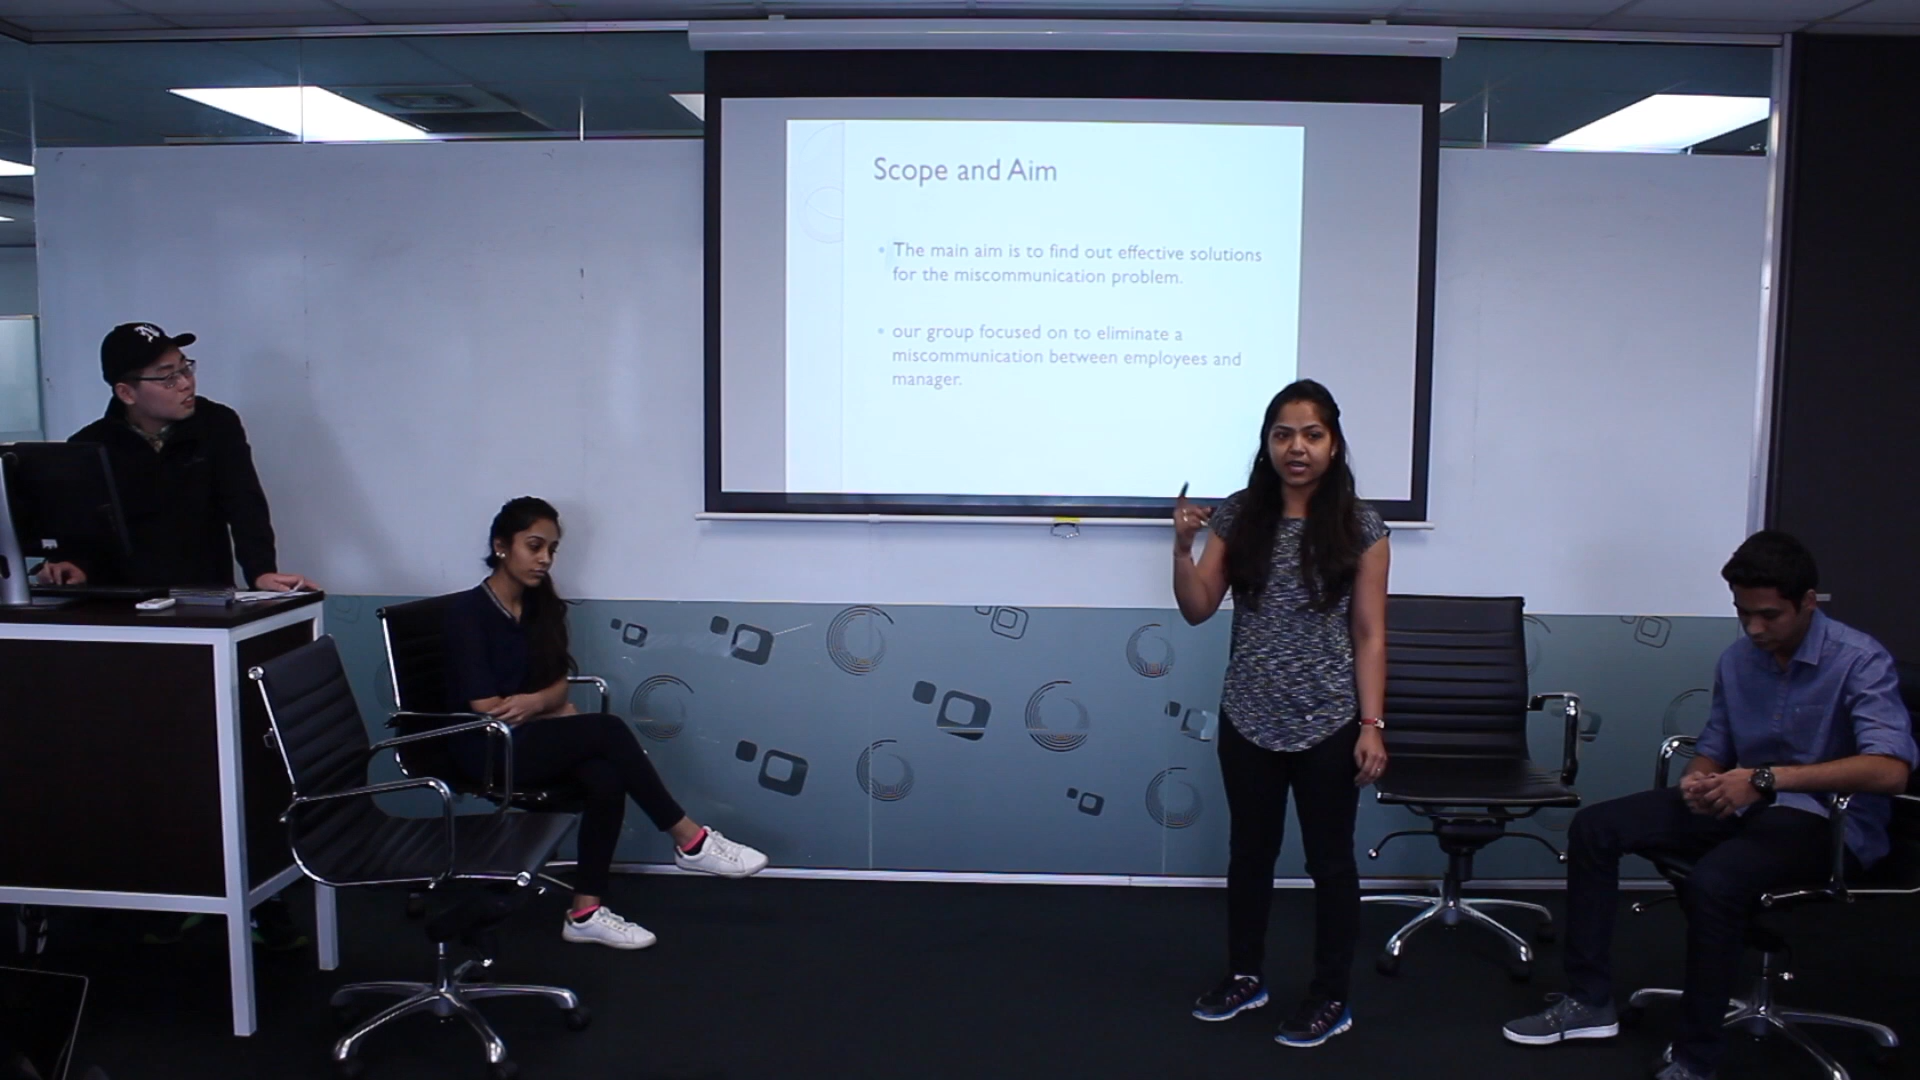 Scope and Aim
• The main aim is to find out effective solutions
for the miscommunication problem.
• our group focused on to eliminate a
miscommunication between employees and
manager.